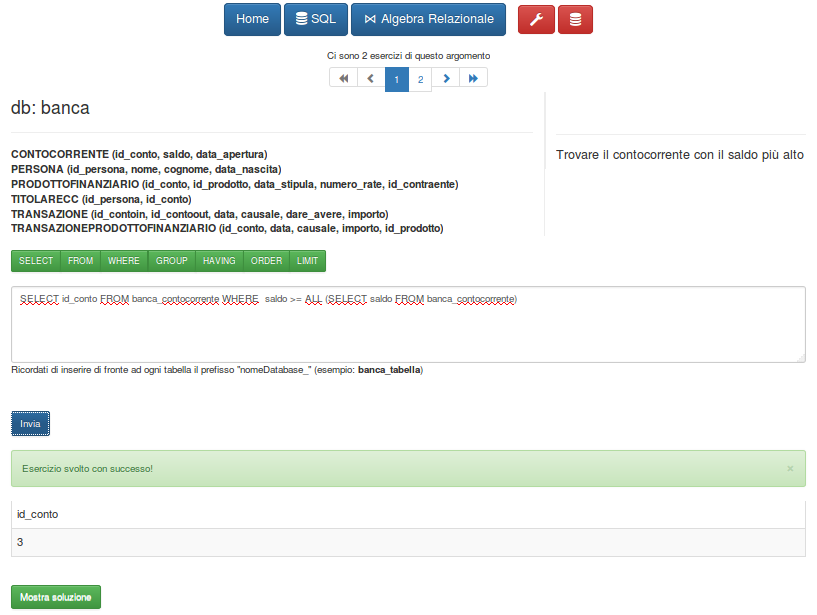 Home SQL ⋈ Algebra Relazionale
Ci sono 2 esercizi di questo argomento
1 2
db: banca
CONTOCORRENTE (id_conto, saldo, data_apertura)
PERSONA (id_persona, nome, cognome, data_nascita)
PRODOTTOFINANZIARIO (id_conto, id_prodotto, data_stipula, numero_rate, id_contraente)
TITOLARECC (id_persona, id_conto)
TRANSAZIONE (id_contoin, id_contoout, data, causale, dare_avere, importo)
TRANSAZIONEPRODOTTOFINANZIARIO (id_conto, data, causale, importo, id_prodotto)
Trovare il contocorrente con il saldo più alto
SELECT FROM WHERE GROUP HAVING ORDER LIMIT
SELECT id_conto FROM banca_contocorrente WHERE  saldo >= ALL (SELECT saldo FROM banca_contocorrente)
Ricordati di inserire di fronte ad ogni tabella il prefisso "nomeDatabase_" (esempio: banca_tabella)
Invia
Esercizio svolto con successo! ×
id_conto
3
Mostra soluzione